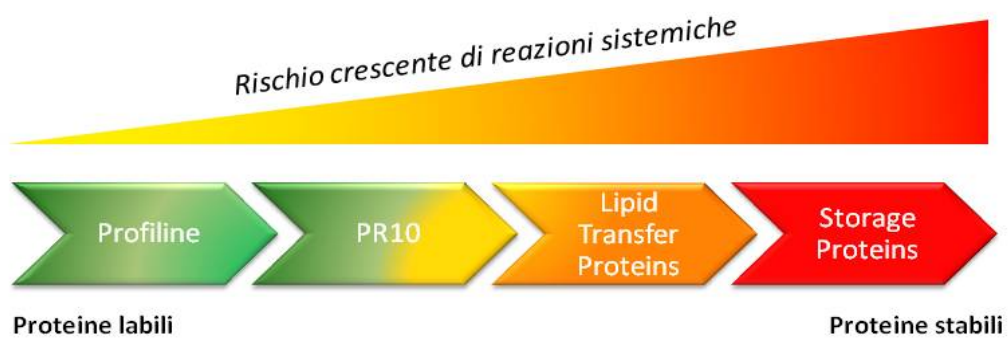 Rischio crescente di reazioni sistemiche
Profiline
PR10
Lipid
Transfer
Proteins
Storage
Proteins
Proteine labili
Proteine stabili